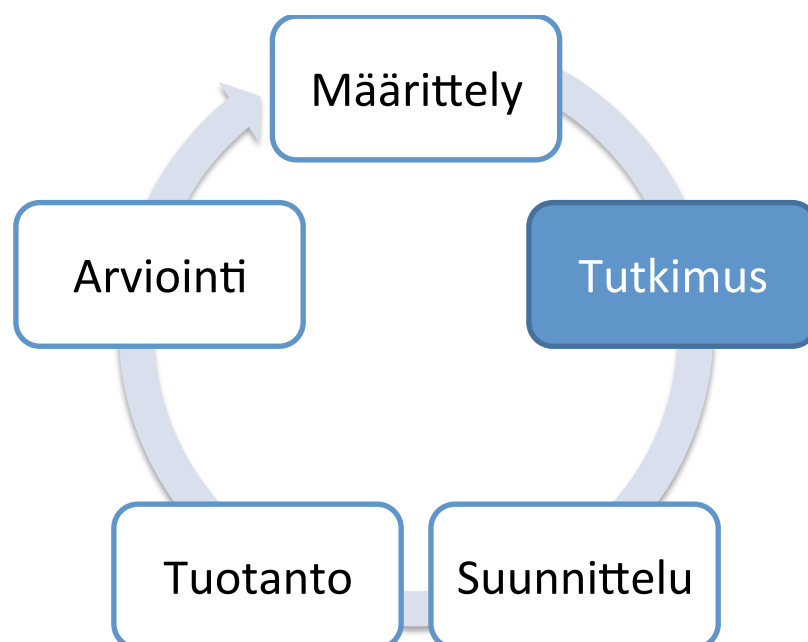 Määrittely
Tutkimus
Suunnittelu
Tuotanto
Arviointi